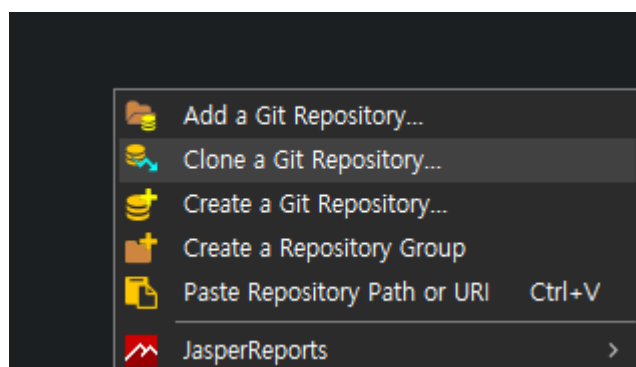 Add a Git Repository...
Clone a Git Repository...
Create a Git Repository...
Create a Repository Group
Paste Repository Path or URI Ctrl+V
JasperReports >